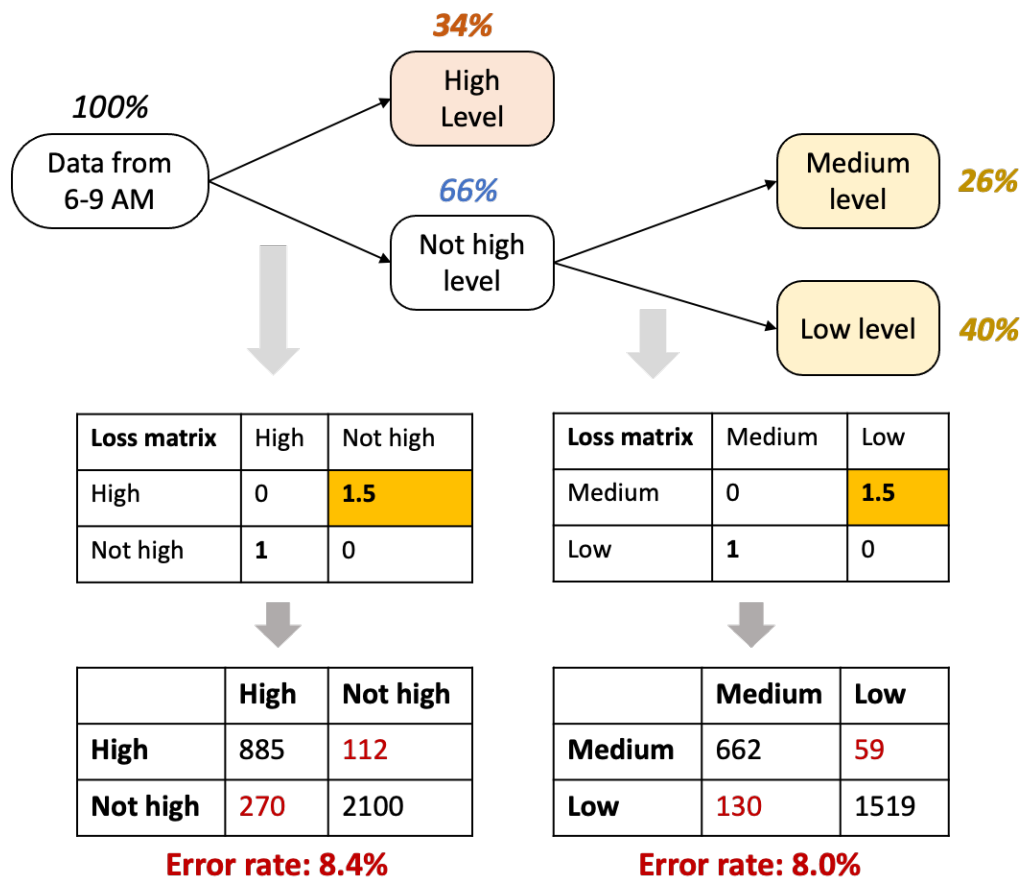 34%
High
Level
100%
Data from
6-9 AM
66%
Not high
level
Medium
level
26%
Low level
40%
Loss matrix High Not high
High 0 1.5
Not high 1 0
Loss matrix Medium Low
Medium 0 1.5
Low 1 0
High Not high
High 885 112
Not high 270 2100
Error rate: 8.4%
Medium Low
Medium 662 59
Low 130 1519
Error rate: 8.0%